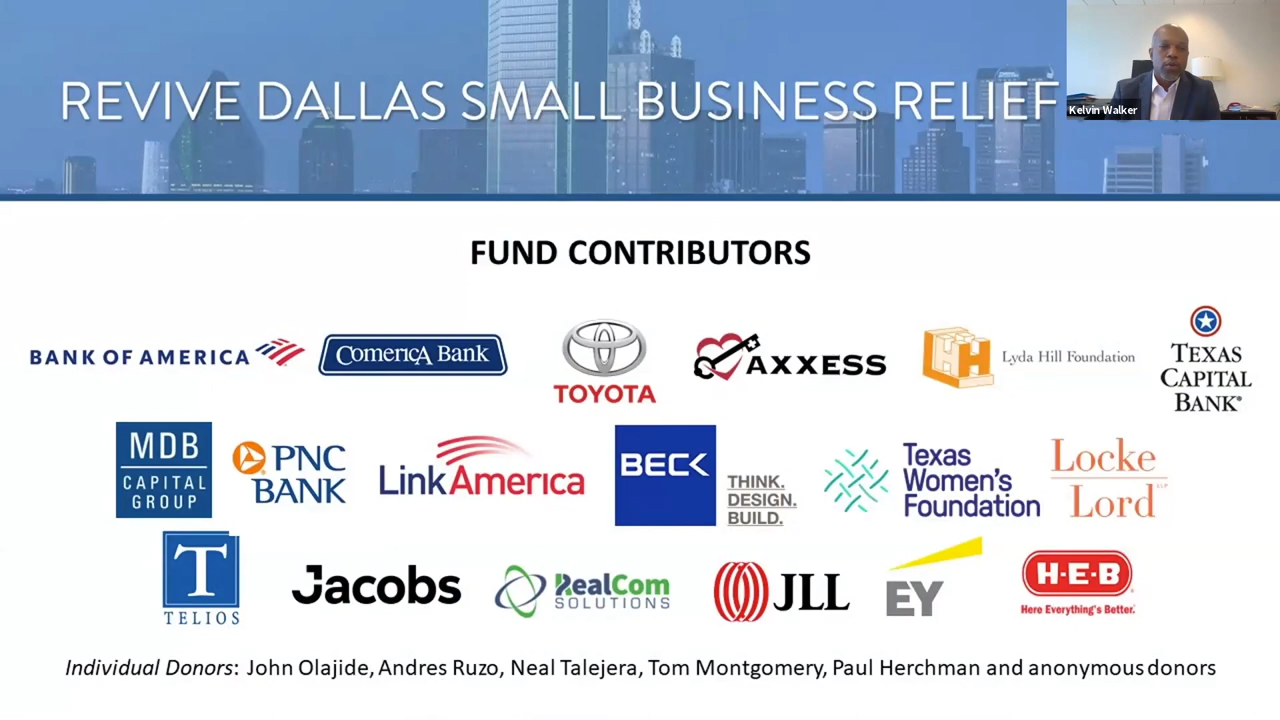 REVIVE DALLAS SMALL BUSINESS RELIEF
Kelvin Walker
FUND CONTRIBUTORS
BANK OF AMERICA
ComericA Bank
TOYOTA
AXXESS
LH
Lyda Hill Foundation
TEXAS
CAPITAL
BANK®
MDB
CAPITAL
GROUP
PNC
BANK
LinkAmerica
BECK
THINK.
DESIGN.
BUILD.
Texas
Women's
Foundation
Locke
Lord LLP
T
TELIOS
Jacobs
RealCom
SOLUTIONS
JLL
EY
H-E-B
Here Everything's Better.
Individual Donors: John Olajide, Andres Ruzo, Neal Talejera, Tom Montgomery, Paul Herchman and anonymous donors